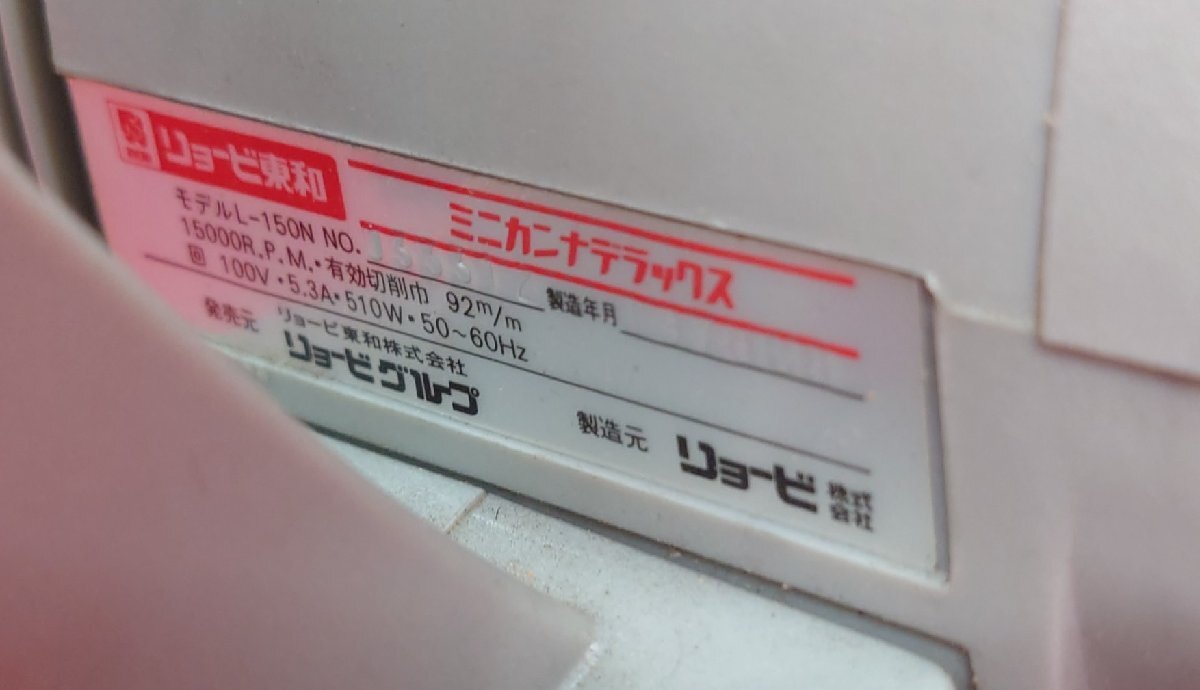 リョービ東和
ミニカンナデラックス
モデルL-150N NO.
製造年月
15000R.P.M.・有効切削巾 92m/m
回 100V・5.3A・510W・50~60Hz
発売元 リョービ東和株式会社
リョービグループ
製造元 リョービ株式会社